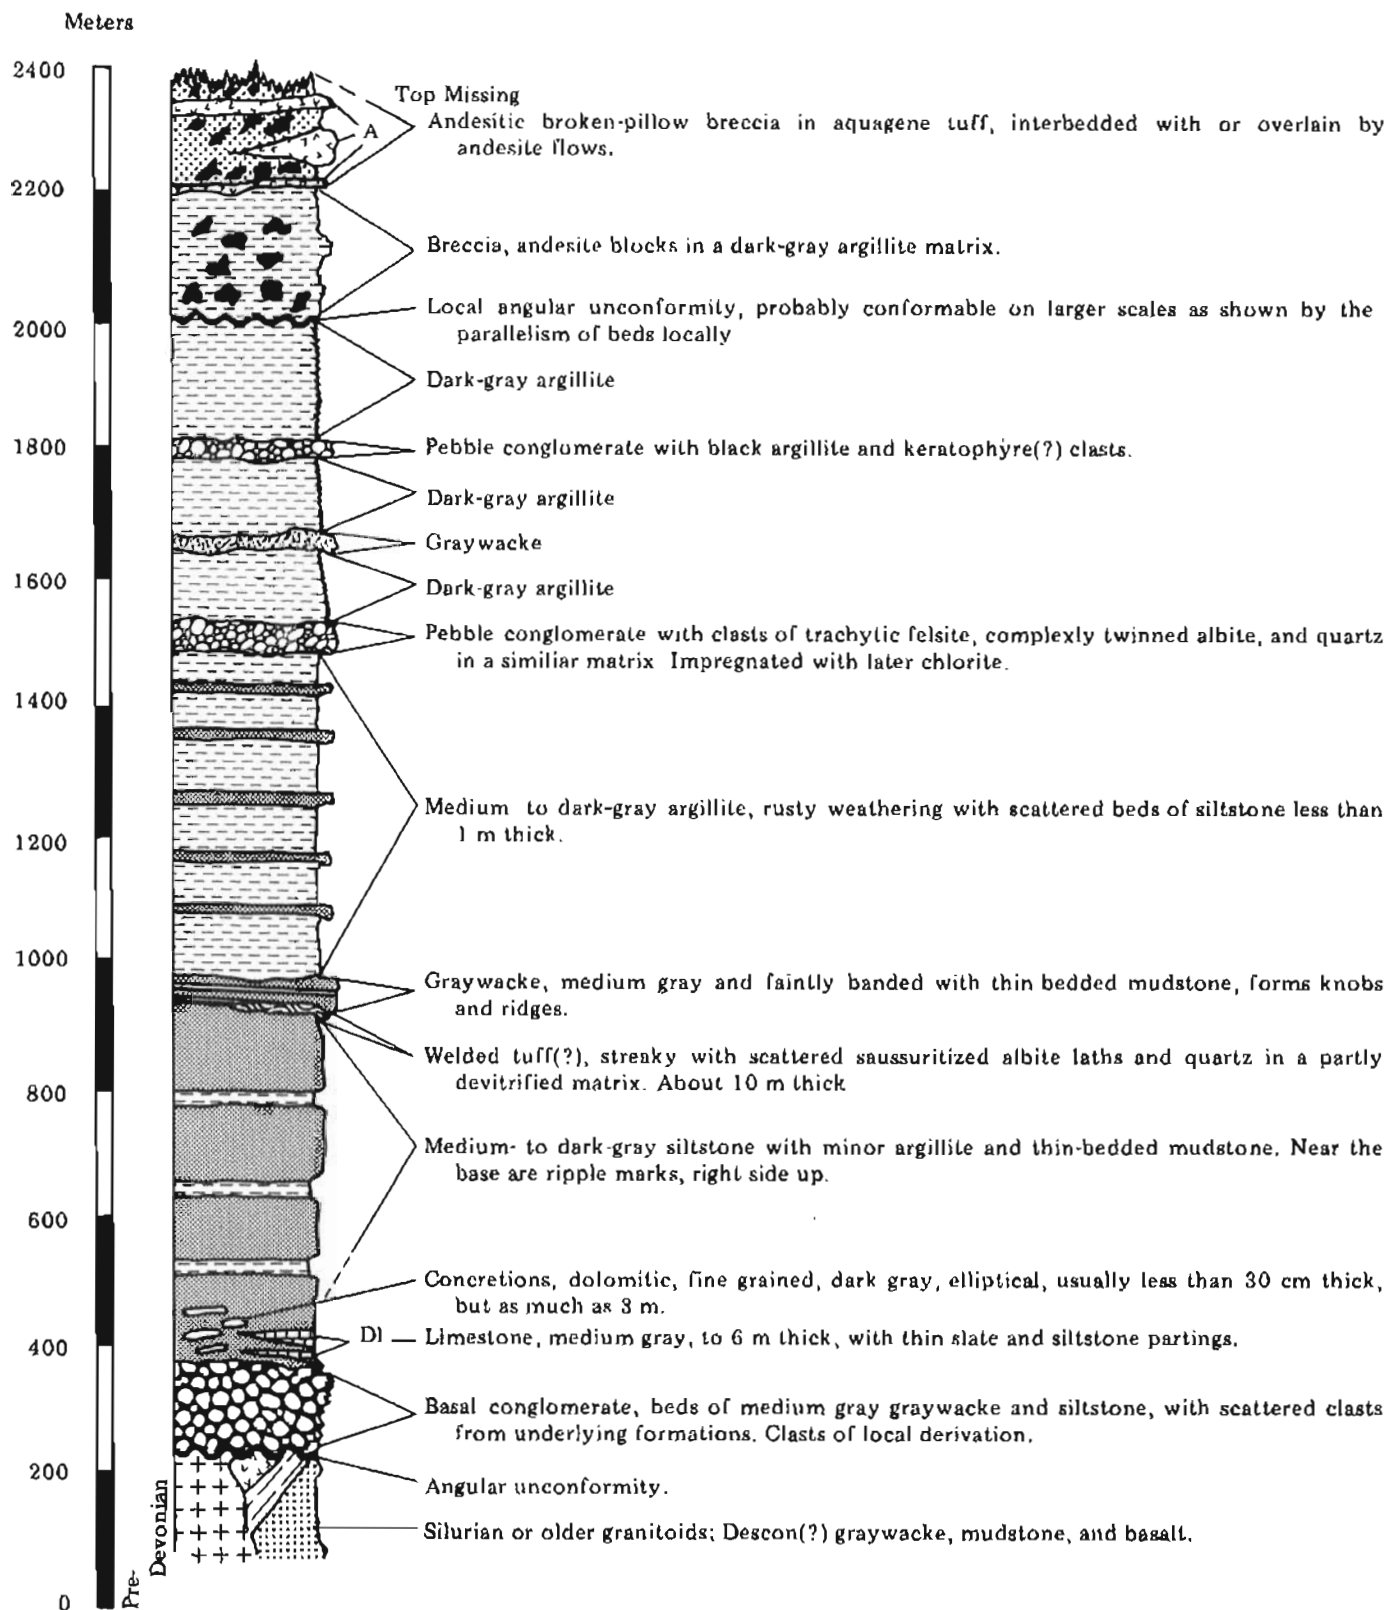 Meters
2400
Top Missing
A
Andesitic broken-pillow breccia in aquagene tuff, interbedded with or overlain by
andesite flows.
2200
Breccia, andesite blocks in a dark-gray argillite matrix.
Local angular unconformity, probably conformable on larger scales as shown by the
2000
parallelism of beds locally
Dark-gray argillite
1800
Pebble conglomerate with black argillite and keratophyre(?) clasts.
Dark-gray argillite
Graywacke
1600
Dark-gray argillite
Pebble conglomerate with clasts of trachytic felsite, complexly twinned albite, and quartz
in a similiar matrix Impregnated with later chlorite.
1400
Medium to dark-gray argillite, rusty weathering with scattered beds of siltstone less than
1 m thick.
1200
1000
Graywacke, medium gray and faintly banded with thin bedded mudstone, forms knobs
and ridges.
Welded tuff(?), streaky with scattered saussuritized albite laths and quartz in a partly
devitrified matrix. About 10 m thick
800
Medium- to dark-gray siltstone with minor argillite and thin-bedded mudstone. Near the
base are ripple marks, right side up.
600
Concretions, dolomitic, fine grained, dark gray, elliptical, usually less than 30 cm thick,
but as much as 3 m.
400
Dl — Limestone, medium gray, to 6 m thick, with thin slate and siltstone partings.
Basal conglomerate, beds of medium gray graywacke and siltstone, with scattered clasts
from underlying formations. Clasts of local derivation.
200
Angular unconformity.
Silurian or older granitoids; Descon(?) graywacke, mudstone, and basalt.
0
Pre-
Devonian